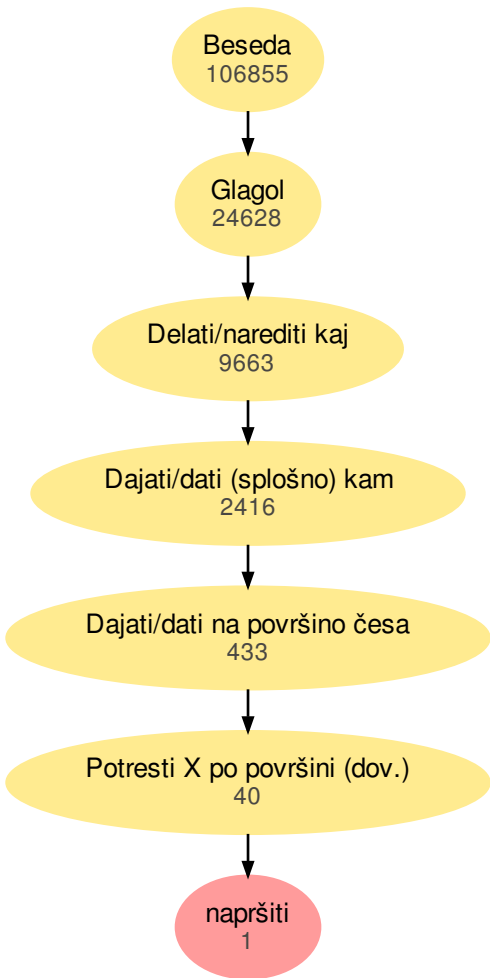 Beseda
106855
Glagol
24628
Delati/narediti kaj
9663
Dajati/dati (splošno) kam
2416
Dajati/dati na površino česa
433
Potresti X po površini (dov.)
40
napršiti
1